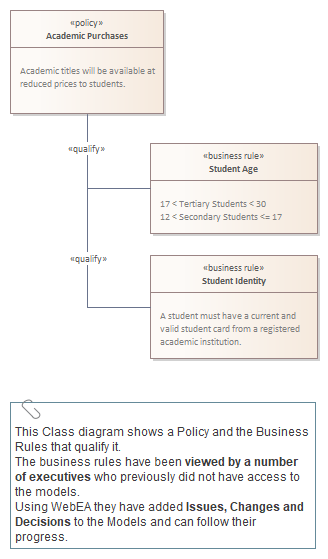 «policy»
Academic Purchases
Academic titles will be available at
reduced prices to students.
«qualify»
«business rule»
Student Age
17 < Tertiary Students < 30
12 < Secondary Students <= 17
«qualify»
«business rule»
Student Identity
A student must have a current and
valid student card from a registered
academic institution.
This Class diagram shows a Policy and the Business
Rules that qualify it.
The business rules have been viewed by a number
of executives who previously did not have access to
the models.
Using WebEA they have added Issues, Changes and
Decisions to the Models and can follow their
progress.